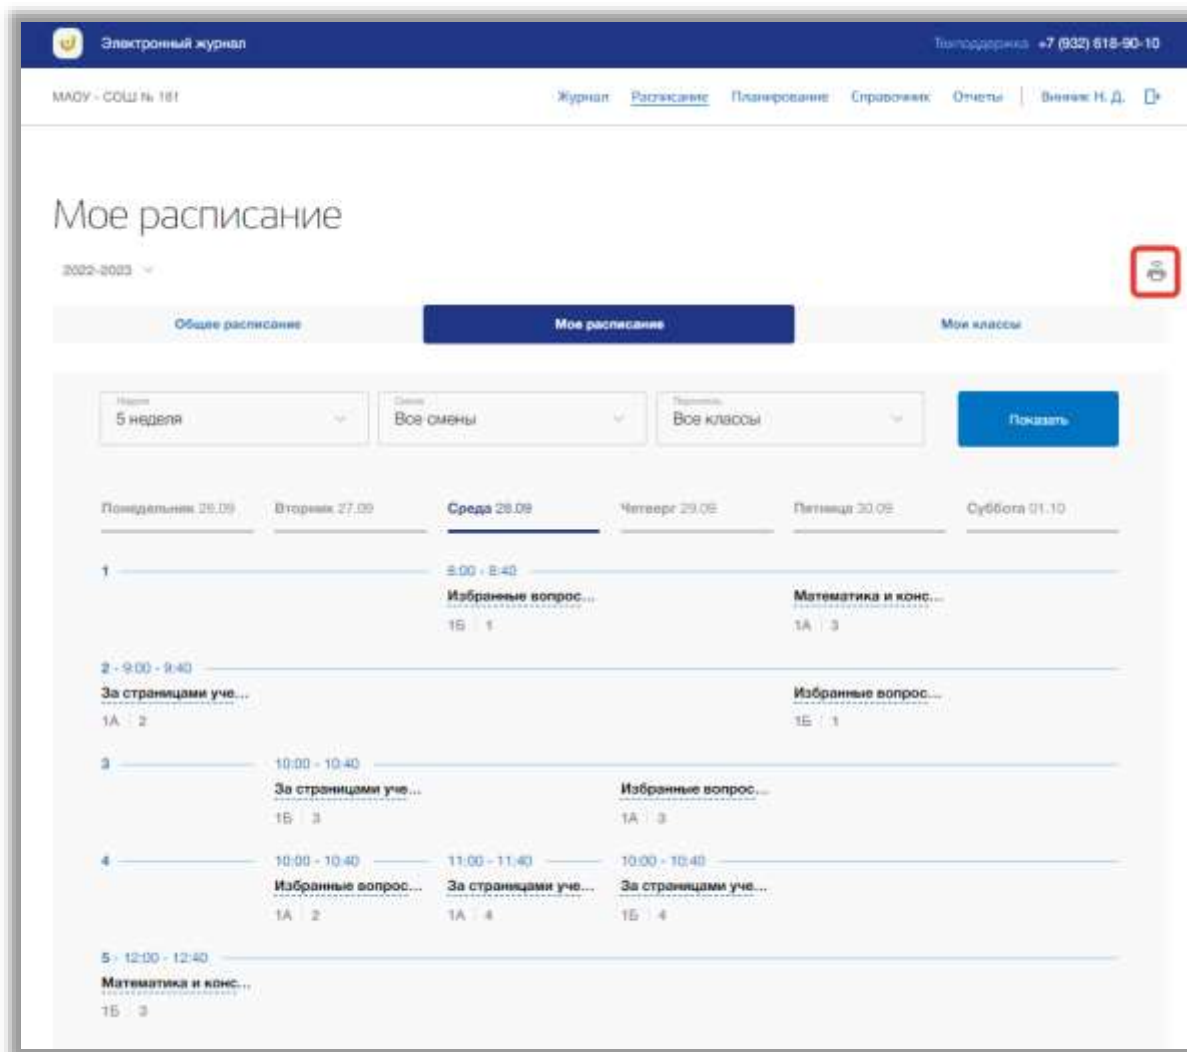 Электронный журнал
Техподдержка +7 (932) 618-90-10
МАОУ - СОШ № 181
Журнал Расписание Планирование Справочник Отчеты Винник Н. Д.
Мое расписание
2022-2023
Общее расписание Мое расписание Мои классы
Неделя Смена
5 неделя Все смены Все классы Показать
Понедельник 26.09 Вторник 27.09 Среда 28.09 Четверг 29.09 Пятница 30.09 Суббота 01.10
1 8:00 - 8:40
Избранные вопрос... Математика и конс...
1Б 1 1А 3
2 - 9:00 - 9:40
За страницами уче... Избранные вопрос...
1А 2 1Б 1
3 10:00 - 10:40
За страницами уче... Избранные вопрос...
1Б 3 1А 3
4 10:00 - 10:40 11:00 - 11:40 10:00 - 10:40
Избранные вопрос... За страницами уче... За страницами уче...
1А 2 1А 4 1Б 4
5 - 12:00 - 12:40
Математика и конс...
1Б 3